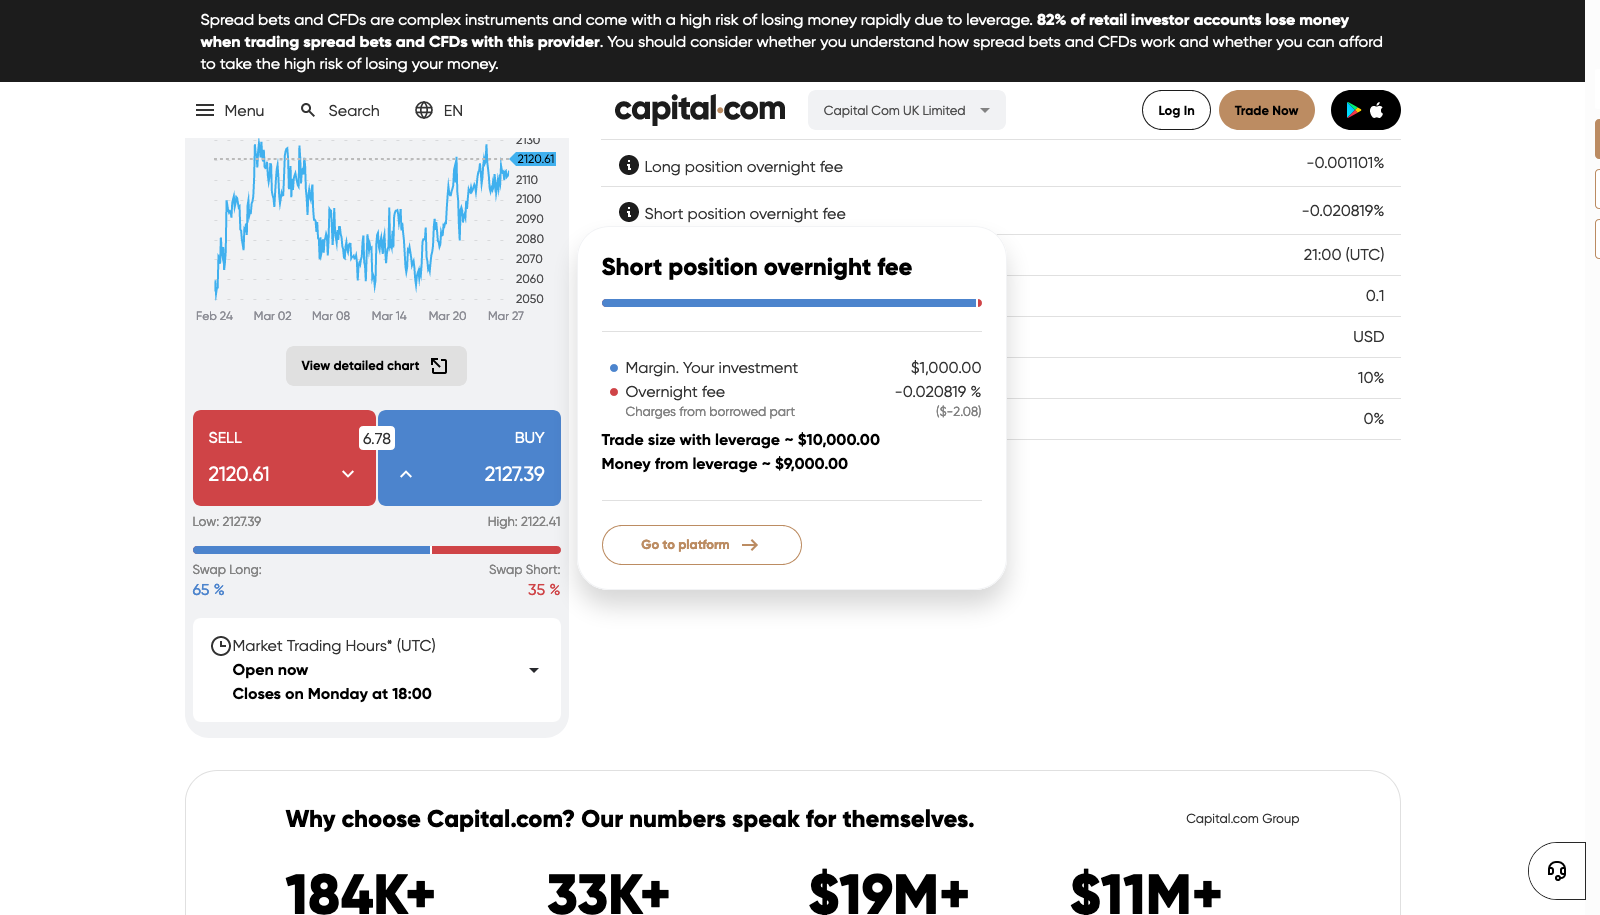 Spread bets and CFDs are complex instruments and come with a high risk of losing money rapidly due to leverage. 82% of retail investor accounts lose money
when trading spread bets and CFDs with this provider. You should consider whether you understand how spread bets and CFDs work and whether you can afford
to take the high risk of losing your money.
Menu
Search
EN
capital.com
Capital Com UK Limited
Log In
Trade Now
2130
2120.61
2110
2100
2090
2080
2070
2060
2050
Feb 24 Mar 02 Mar 08 Mar 14 Mar 20 Mar 27
View detailed chart
SELL
6.78
BUY
2120.61
2127.39
Low: 2127.39
High: 2122.41
Swap Long:
Swap Short:
65 %
35 %
Market Trading Hours* (UTC)
Open now
Closes on Monday at 18:00
Long position overnight fee
-0.001101%
Short position overnight fee
-0.020819%
21:00 (UTC)
0.1
USD
10%
0%
Short position overnight fee
Margin. Your investment
$1,000.00
Overnight fee
-0.020819 %
Charges from borrowed part
($-2.08)
Trade size with leverage ~ $10,000.00
Money from leverage ~ $9,000.00
Go to platform
Why choose Capital.com? Our numbers speak for themselves.
Capital.com Group
184K+
33K+
$19M+
$11M+